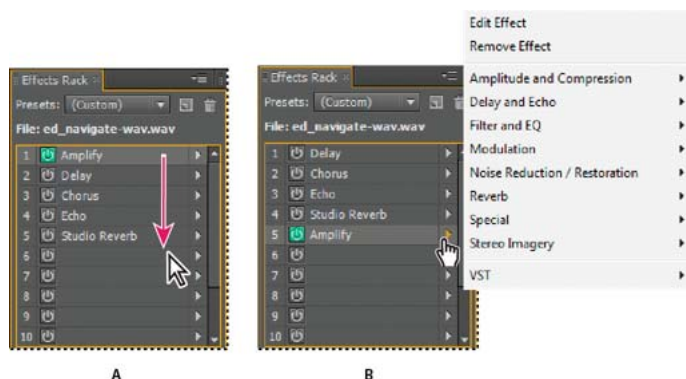 Effects Rack ×
Presets: (Custom)
File: ed_navigate-wav.wav
1 Amplify
2 Delay
3 Chorus
4 Echo
5 Studio Reverb
6
7
8
9
10
A
Effects Rack ×
Presets: (Custom)
File: ed_navigate-wav.wav
1 Delay
2 Chorus
3 Echo
4 Studio Reverb
5 Amplify
6
7
8
9
10
B
Edit Effect
Remove Effect
Amplitude and Compression
Delay and Echo
Filter and EQ
Modulation
Noise Reduction / Restoration
Reverb
Special
Stereo Imagery
VST